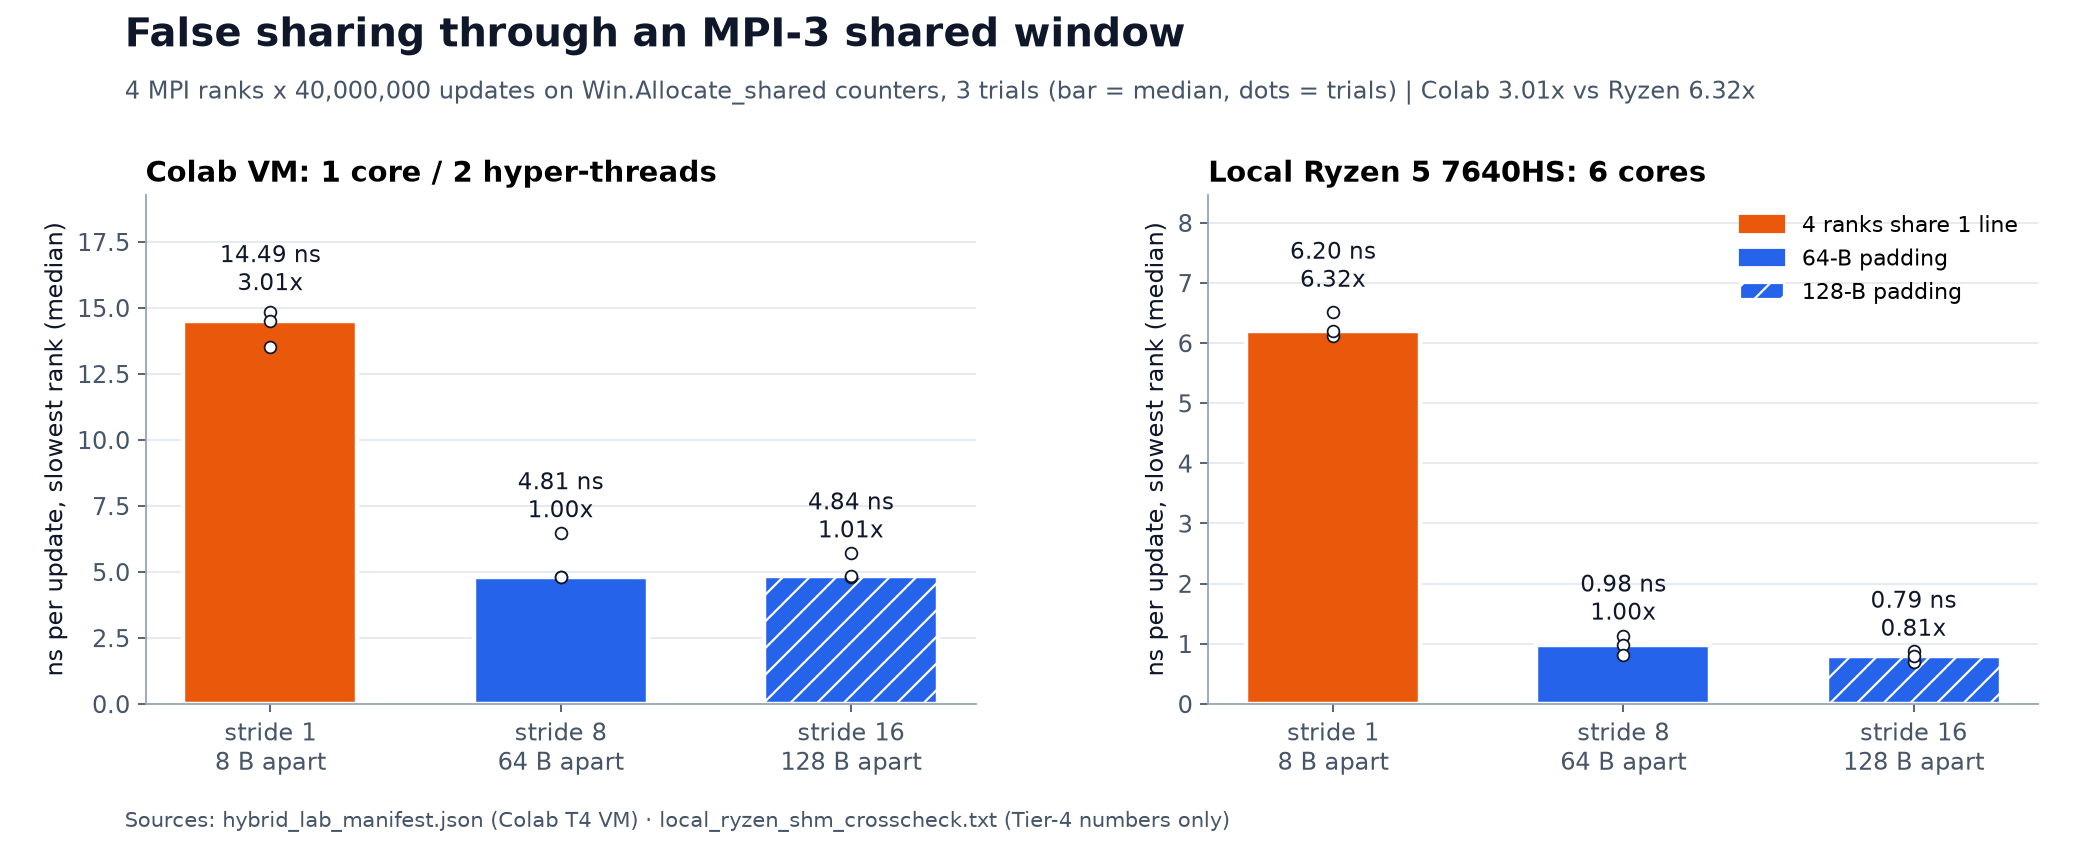 False sharing through an MPI-3 shared window
4 MPI ranks x 40,000,000 updates on Win.Allocate_shared counters, 3 trials (bar = median, dots = trials) | Colab 3.01x vs Ryzen 6.32x
Colab VM: 1 core / 2 hyper-threads
ns per update, slowest rank (median)
17.5
15.0
12.5
10.0
7.5
5.0
2.5
0.0
14.49 ns
3.01x
4.81 ns
1.00x
4.84 ns
1.01x
stride 1
8 B apart
stride 8
64 B apart
stride 16
128 B apart
Local Ryzen 5 7640HS: 6 cores
ns per update, slowest rank (median)
8
7
6
5
4
3
2
1
0
6.20 ns
6.32x
0.98 ns
1.00x
0.79 ns
0.81x
4 ranks share 1 line
64-B padding
128-B padding
stride 1
8 B apart
stride 8
64 B apart
stride 16
128 B apart
Sources: hybrid_lab_manifest.json (Colab T4 VM) · local_ryzen_shm_crosscheck.txt (Tier-4 numbers only)